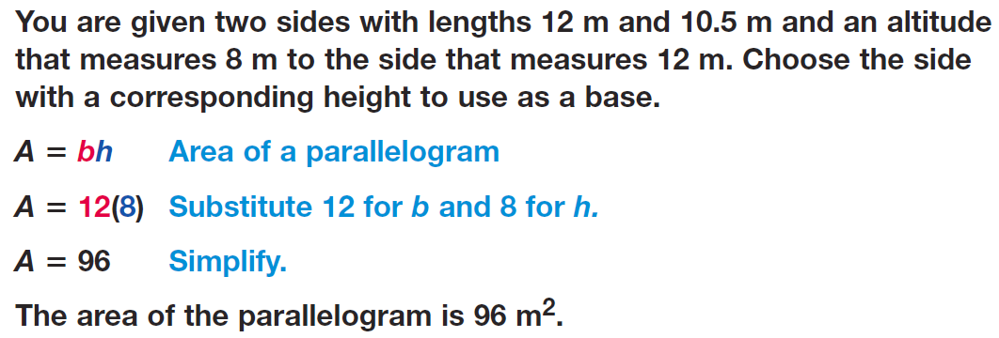 You are given two sides with lengths 12 m and 10.5 m and an altitude
that measures 8 m to the side that measures 12 m. Choose the side
with a corresponding height to use as a base.
A = bh Area of a parallelogram
A = 12(8) Substitute 12 for b and 8 for h.
A = 96 Simplify.
The area of the parallelogram is 96 m².